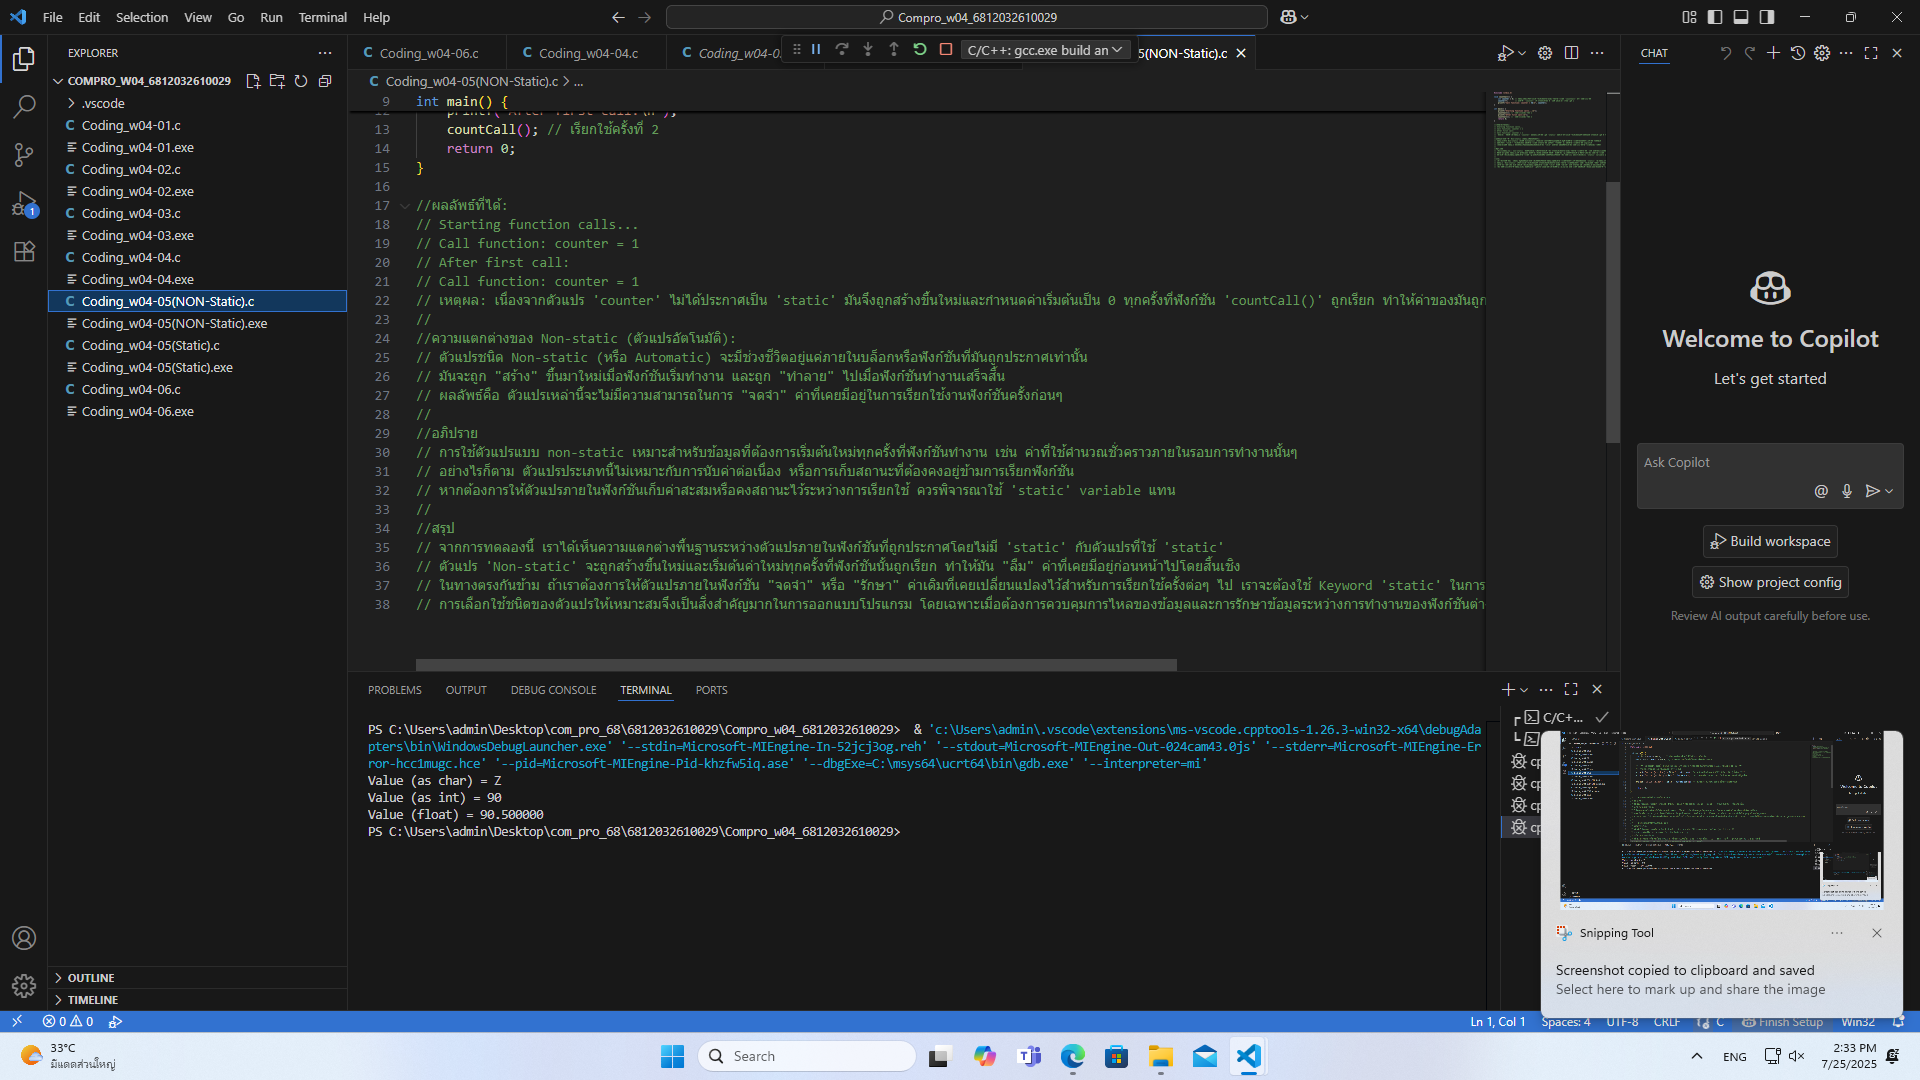 File Edit Selection View Go Run Terminal Help
Compro_w04_6812032610029
EXPLORER
COMPRO_W04_6812032610029
.vscode
Coding_w04-01.c
Coding_w04-01.exe
Coding_w04-02.c
Coding_w04-02.exe
Coding_w04-03.c
Coding_w04-03.exe
Coding_w04-04.c
Coding_w04-04.exe
Coding_w04-05(NON-Static).c
Coding_w04-05(NON-Static).exe
Coding_w04-05(Static).c
Coding_w04-05(Static).exe
Coding_w04-06.c
Coding_w04-06.exe
OUTLINE
TIMELINE
1
Coding_w04-06.c Coding_w04-04.c Coding_w04-0 5(NON-Static).c
C/C++: gcc.exe build an
Coding_w04-05(NON-Static).c > ...
9 int main() {
13 countCall(); // เรียกใช้ครั้งที่ 2
14 return 0;
15 }
16
17 //ผลลัพธ์ที่ได้:
18 // Starting function calls...
19 // Call function: counter = 1
20 // After first call:
21 // Call function: counter = 1
22 // เหตุผล: เนื่องจากตัวแปร 'counter' ไม่ได้ประกาศเป็น 'static' มันจึงถูกสร้างขึ้นใหม่และกำหนดค่าเริ่มต้นเป็น 0 ทุกครั้งที่ฟังก์ชัน 'countCall()' ถูกเรียก ทำให้ค่าของมันถูก
23 //
24 //ความแตกต่างของ Non-static (ตัวแปรอัตโนมัติ):
25 // ตัวแปรชนิด Non-static (หรือ Automatic) จะมีช่วงชีวิตอยู่แค่ภายในบล็อกหรือฟังก์ชันที่มันถูกประกาศเท่านั้น
26 // มันจะถูก "สร้าง" ขึ้นมาใหม่เมื่อฟังก์ชันเริ่มทำงาน และถูก "ทำลาย" ไปเมื่อฟังก์ชันทำงานเสร็จสิ้น
27 // ผลลัพธ์คือ ตัวแปรเหล่านี้จะไม่มีความสามารถในการ "จดจำ" ค่าที่เคยมีอยู่ในการเรียกใช้งานฟังก์ชันครั้งก่อนๆ
28 //
29 //อภิปราย
30 // การใช้ตัวแปรแบบ non-static เหมาะสำหรับข้อมูลที่ต้องการเริ่มต้นใหม่ทุกครั้งที่ฟังก์ชันทำงาน เช่น ค่าที่ใช้คำนวณชั่วคราวภายในรอบการทำงานนั้นๆ
31 // อย่างไรก็ตาม ตัวแปรประเภทนี้ไม่เหมาะกับการนับค่าต่อเนื่อง หรือการเก็บสถานะที่ต้องคงอยู่ข้ามการเรียกฟังก์ชัน
32 // หากต้องการให้ตัวแปรภายในฟังก์ชันเก็บค่าสะสมหรือคงสถานะไว้ระหว่างการเรียกใช้ ควรพิจารณาใช้ 'static' variable แทน
33 //
34 //สรุป
35 // จากการทดลองนี้ เราได้เห็นความแตกต่างพื้นฐานระหว่างตัวแปรภายในฟังก์ชันที่ถูกประกาศโดยไม่มี 'static' กับตัวแปรที่ใช้ 'static'
36 // ตัวแปร 'Non-static' จะถูกสร้างขึ้นใหม่และเริ่มต้นค่าใหม่ทุกครั้งที่ฟังก์ชันนั้นถูกเรียก ทำให้มัน "ลืม" ค่าที่เคยมีอยู่ก่อนหน้าไปโดยสิ้นเชิง
37 // ในทางตรงกันข้าม ถ้าเราต้องการให้ตัวแปรภายในฟังก์ชัน "จดจำ" หรือ "รักษา" ค่าเดิมที่เคยเปลี่ยนแปลงไว้สำหรับการเรียกใช้ครั้งต่อๆ ไป เราจะต้องใช้ Keyword 'static' ในการ
38 // การเลือกใช้ชนิดของตัวแปรให้เหมาะสมจึงเป็นสิ่งสำคัญมากในการออกแบบโปรแกรม โดยเฉพาะเมื่อต้องการควบคุมการไหลของข้อมูลและการรักษาข้อมูลระหว่างการทำงานของฟังก์ชันต่า
PROBLEMS OUTPUT DEBUG CONSOLE TERMINAL PORTS
PS C:\Users\admin\Desktop\com_pro_68\6812032610029\Compro_w04_6812032610029> & 'c:\Users\admin\.vscode\extensions\ms-vscode.cpptools-1.26.3-win32-x64\debugAda
pters\bin\WindowsDebugLauncher.exe' '--stdin=Microsoft-MIEngine-In-52jcj3og.reh' '--stdout=Microsoft-MIEngine-Out-024cam43.0js' '--stderr=Microsoft-MIEngine-Er
ror-hcc1mugc.hce' '--pid=Microsoft-MIEngine-Pid-khzfw5iq.ase' '--dbgExe=C:\msys64\ucrt64\bin\gdb.exe' '--interpreter=mi'
Value (as char) = Z
Value (as int) = 90
Value (float) = 90.500000
PS C:\Users\admin\Desktop\com_pro_68\6812032610029\Compro_w04_6812032610029>
C/C+...
CHAT
Welcome to Copilot
Let's get started
Ask Copilot
Build workspace
Show project config
Review AI output carefully before use.
Snipping Tool
Screenshot copied to clipboard and saved
Select here to mark up and share the image
0 0
Ln 1, Col 1 Spaces: 4 UTF-8 CRLF C Finish Setup Win32
33°C
มีแดดส่วนใหญ่
Search
ENG
2:33 PM
7/25/2025